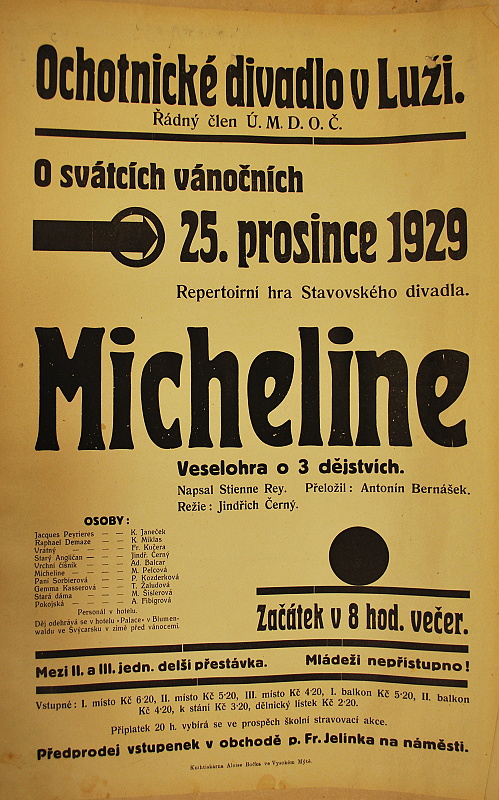 Ochotnické divadlo v Luži.
Řádný člen Ú. M. D. O. Č.
O svátcích vánočních
25. prosince 1929
Repertoirní hra Stavovského divadla.
Micheline
Veselohra o 3 dějstvích.
Napsal Stienne Rey. Přeložil: Antonín Bernášek.
Režie: Jindřich Černý.
OSOBY:
Jacques Peyrieres — — K. Janeček
Raphael Demaze — — K. Miklas
Vrátný — — — Fr. Kučera
Starý Angličan — — — Jindř. Černý
Vrchní číšník — — — Ad. Balcar
Micheline — — — M. Pelcová
Paní Sorbierová — — P. Kozderková
Gemma Kasserová — — T. Žaludová
Stará dáma — — — M. Šislerová
Pokojská — — — A. Fibigrová
Personál v hotelu.
Děj odehrává se v hotelu »Palace« v Blumen-
waldu ve Švýcarsku v zimě před vánocemi.
Začátek v 8 hod. večer.
Mezi II. a III. jedn. delší přestávka. Mládeži nepřístupno!
Vstupné: I. místo Kč 6·20, II. místo Kč 5·20, III. místo Kč 4·20, I. balkon Kč 5·20, II. balkon
Kč 4·20, k stání Kč 3·20, dělnický lístek Kč 2·20.
Příplatek 20 h. vybírá se ve prospěch školní stravovací akce.
Předprodej vstupenek v obchodě p. Fr. Jelínka na náměstí.
Knihtiskárna Aloise Bočka ve Vysokém Mýtě.